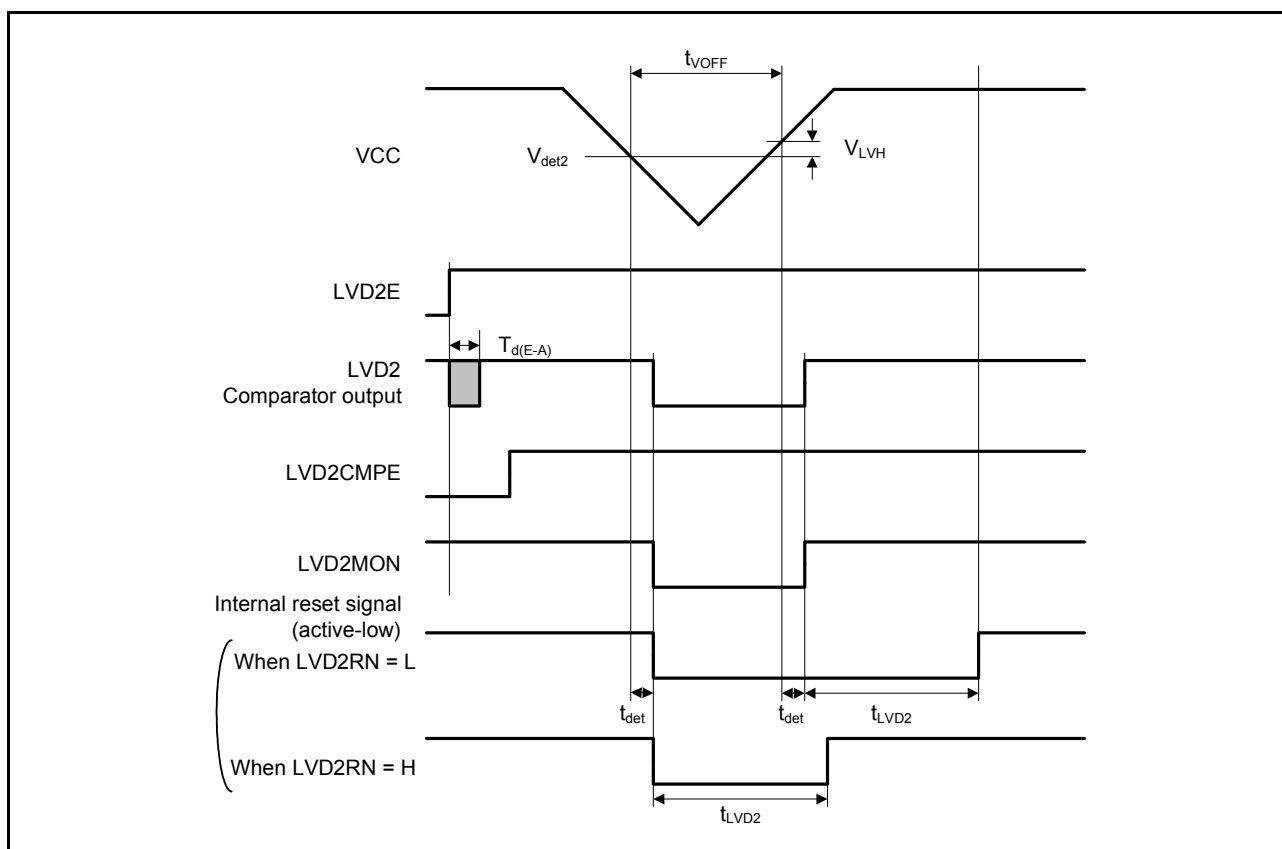 tVOFF
VCC
Vdet2
VLVH
LVD2E
Td(E-A)
LVD2
Comparator output
LVD2CMPE
LVD2MON
Internal reset signal
(active-low)
When LVD2RN = L
tdet
tdet
tLVD2
When LVD2RN = H
tLVD2